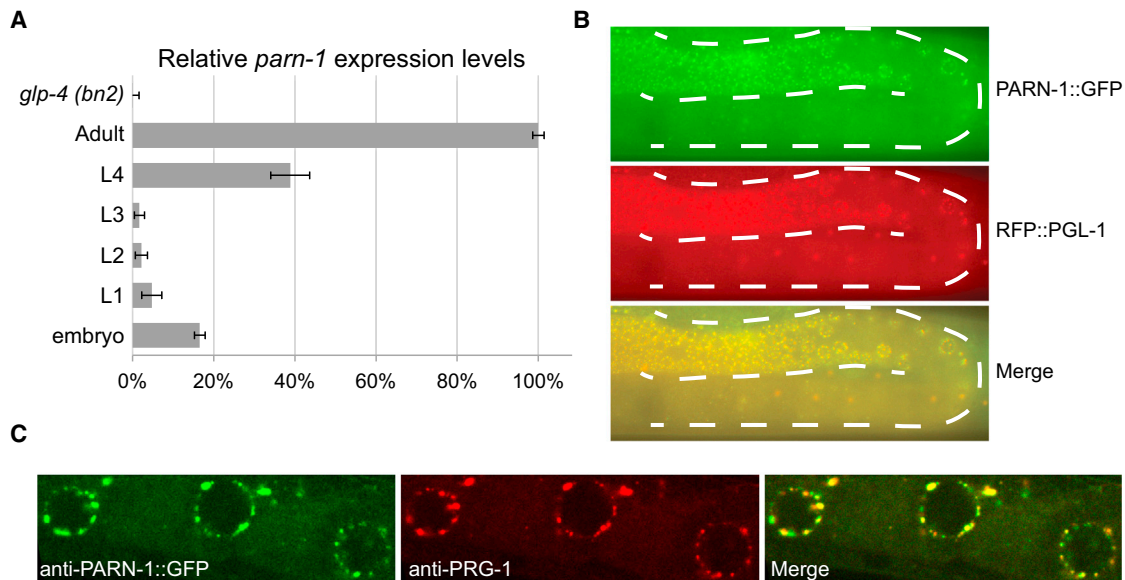 A
Relative parn-1 expression levels
glp-4 (bn2)
Adult
L4
L3
L2
L1
embryo
0% 20% 40% 60% 80% 100%
B
PARN-1::GFP
RFP::PGL-1
Merge
C
anti-PARN-1::GFP
anti-PRG-1
Merge